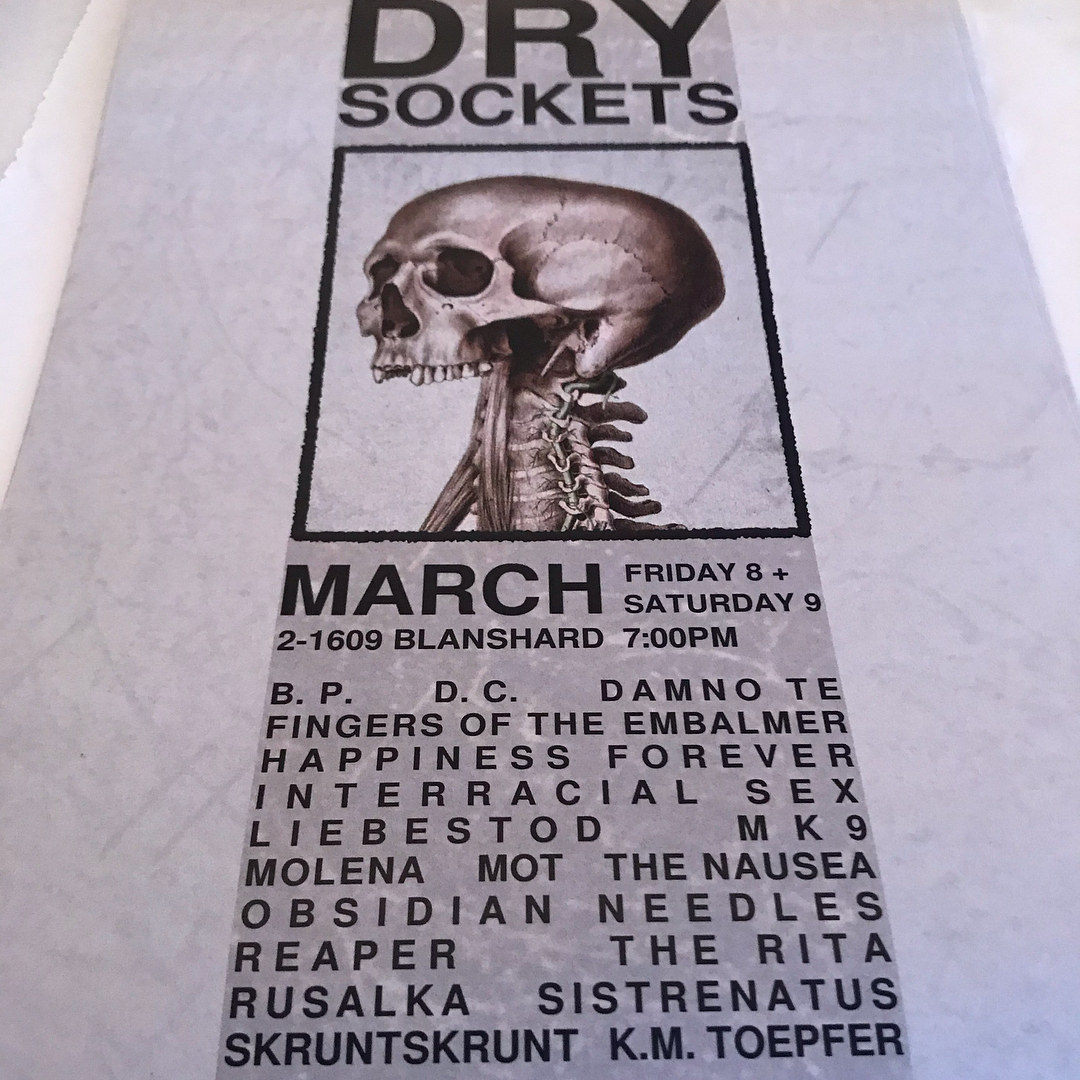 DRY
SOCKETS
MARCH FRIDAY 8 +
SATURDAY 9
2-1609 BLANSHARD 7:00PM
B. P. D. C. DAMNO TE
FINGERS OF THE EMBALMER
HAPPINESS FOREVER
INTERRACIAL SEX
LIEBESTOD MK9
MOLENA MOT THE NAUSEA
OBSIDIAN NEEDLES
REAPER THE RITA
RUSALKA SISTRENATUS
SKRUNTSKRUNT K.M. TOEPFER